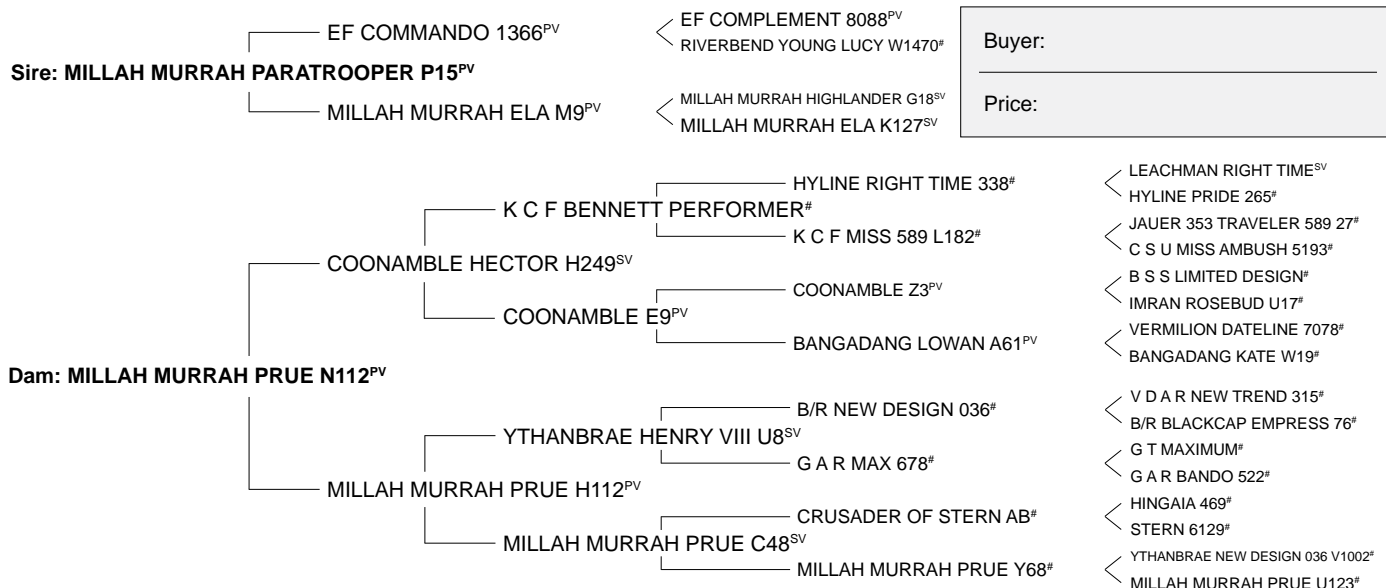 EF COMPLEMENT 8088PV
EF COMMANDO 1366PV
RIVERBEND YOUNG LUCY W1470#
Sire: MILLAH MURRAH PARATROOPER P15PV
MILLAH MURRAH HIGHLANDER G18SV
MILLAH MURRAH ELA M9PV
MILLAH MURRAH ELA K127SV
Buyer:
Price:
LEACHMAN RIGHT TIMESV
HYLINE RIGHT TIME 338#
HYLINE PRIDE 265#
K C F BENNETT PERFORMER#
JAUER 353 TRAVELER 589 27#
K C F MISS 589 L182#
C S U MISS AMBUSH 5193#
COONAMBLE HECTOR H249SV
B S S LIMITED DESIGN#
COONAMBLE Z3PV
IMRAN ROSEBUD U17#
COONAMBLE E9PV
VERMILION DATELINE 7078#
BANGADANG LOWAN A61PV
BANGADANG KATE W19#
Dam: MILLAH MURRAH PRUE N112PV
V D A R NEW TREND 315#
B/R NEW DESIGN 036#
B/R BLACKCAP EMPRESS 76#
YTHANBRAE HENRY VIII U8SV
G T MAXIMUM#
G A R MAX 678#
G A R BANDO 522#
MILLAH MURRAH PRUE H112PV
HINGAIA 469#
CRUSADER OF STERN AB#
STERN 6129#
MILLAH MURRAH PRUE C48SV
YTHANBRAE NEW DESIGN 036 V1002#
MILLAH MURRAH PRUE Y68#
MILLAH MURRAH PRUE U123#